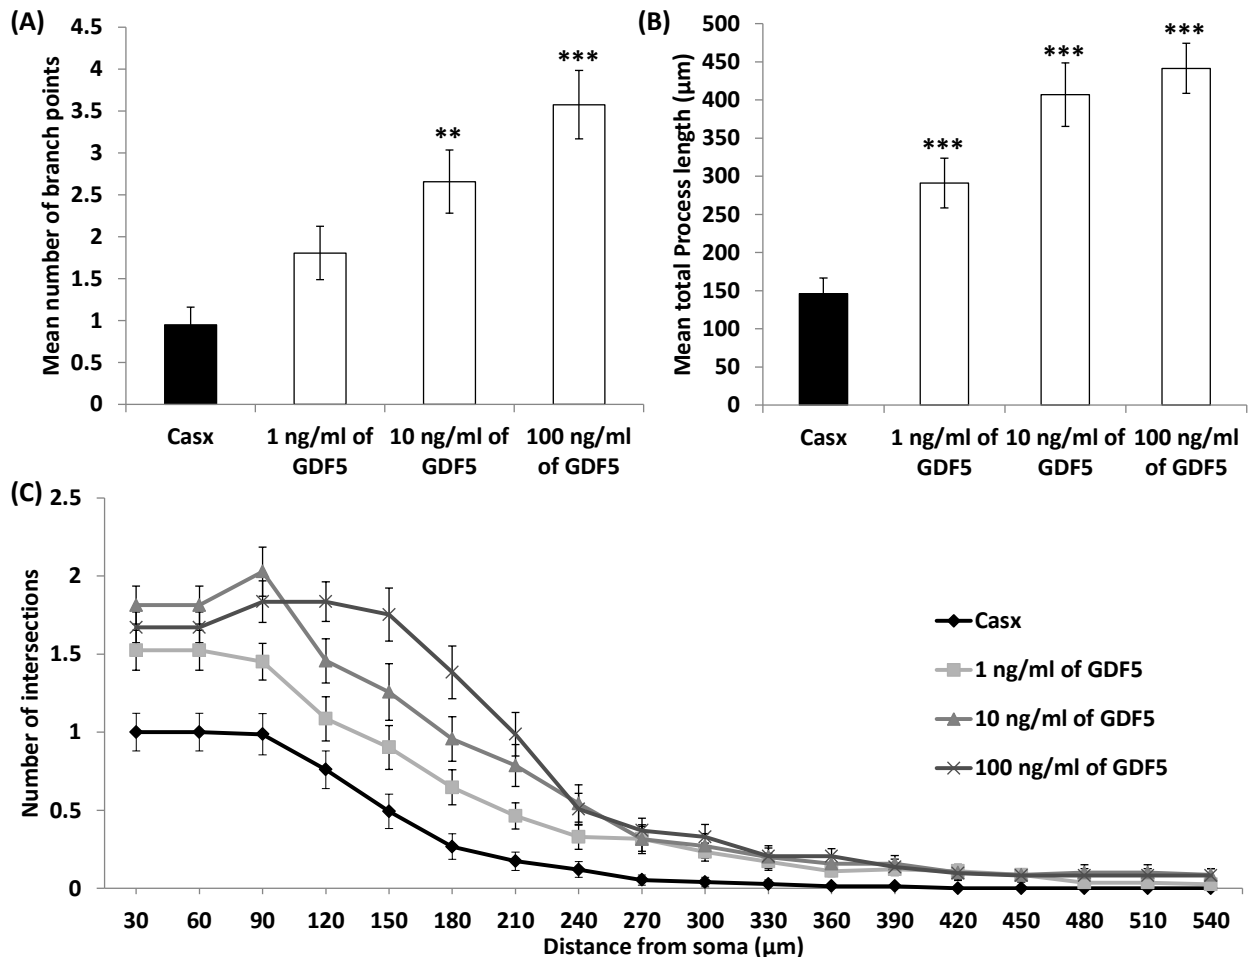 (A)
Mean number of branch points
4.5
4
3.5
3
2.5
2
1.5
1
0.5
0
**
***
Casx
1 ng/ml of GDF5
10 ng/ml of GDF5
100 ng/ml of GDF5
(B)
Mean total Process length (μm)
500
450
400
350
300
250
200
150
100
50
0
***
***
***
Casx
1 ng/ml of GDF5
10 ng/ml of GDF5
100 ng/ml of GDF5
(C)
Number of intersections
2.5
2
1.5
1
0.5
0
Casx
1 ng/ml of GDF5
10 ng/ml of GDF5
100 ng/ml of GDF5
30 60 90 120 150 180 210 240 270 300 330 360 390 420 450 480 510 540
Distance from soma (μm)